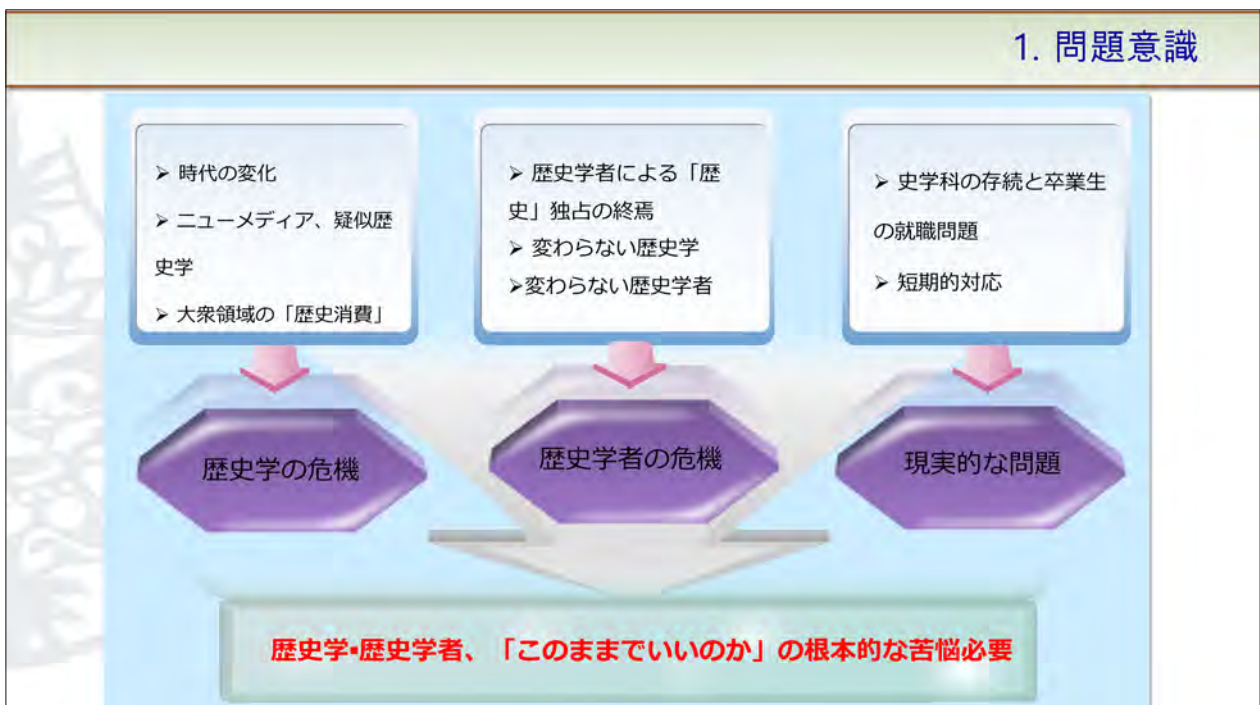 1. 問題意識
➢ 時代の変化
➢ ニューメディア、疑似歴
史学
➢ 大衆領域の「歴史消費」
➢ 歴史学者による「歴
史」独占の終焉
➢ 変わらない歴史学
➢変わらない歴史学者
➢ 史学科の存続と卒業生
の就職問題
➢ 短期的対応
歴史学の危機
歴史学者の危機
現実的な問題
歴史学▪歴史学者、「このままでいいのか」の根本的な苦悩必要